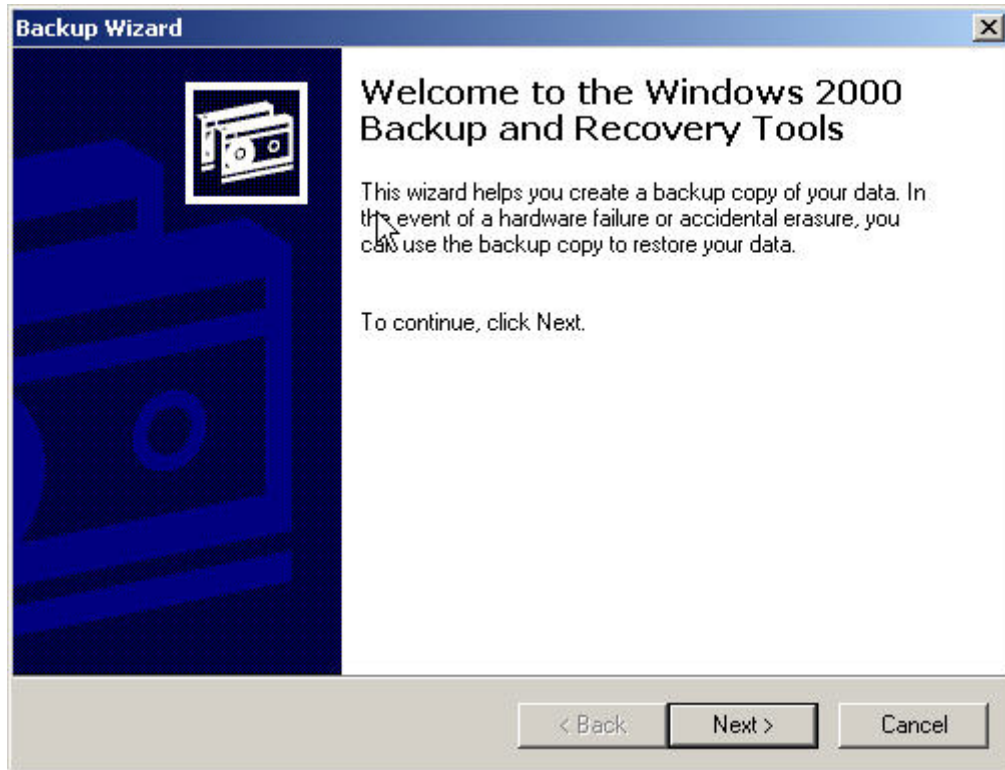 Backup Wizard
Welcome to the Windows 2000
Backup and Recovery Tools
This wizard helps you create a backup copy of your data. In
the event of a hardware failure or accidental erasure, you
can use the backup copy to restore your data.
To continue, click Next.
< Back Next > Cancel